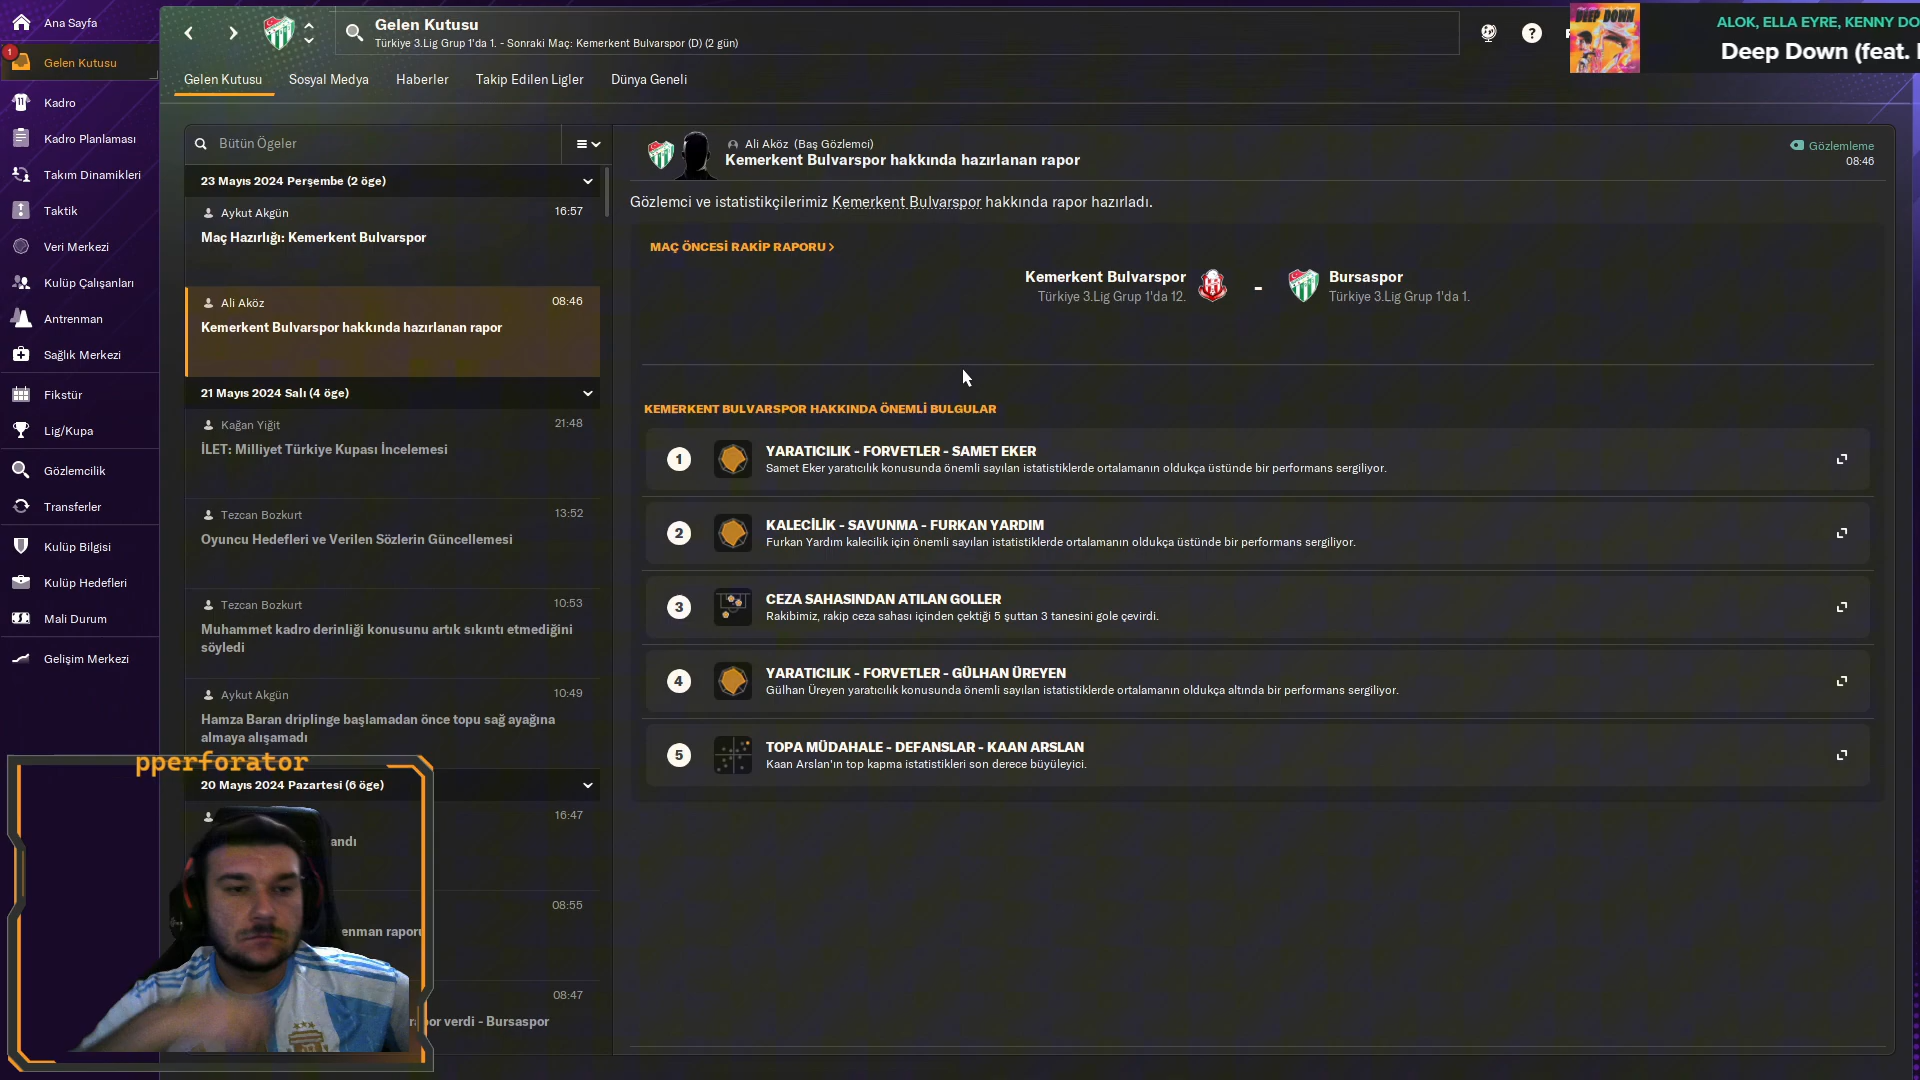 Ana Sayfa
1
Gelen Kutusu
Kadro
Kadro Planlaması
Takım Dinamikleri
Taktik
Veri Merkezi
Kulüp Çalışanları
Antrenman
Sağlık Merkezi
Fikstür
Lig/Kupa
Gözlemcilik
Transferler
Kulüp Bilgisi
Kulüp Hedefleri
Mali Durum
Gelişim Merkezi
Gelen Kutusu
Türkiye 3.Lig Grup 1'da 1. - Sonraki Maç: Kemerkent Bulvarspor (D) (2 gün)
?
DEEP DOWN
ALOK, ELLA EYRE, KENNY DO
Deep Down (feat.
Gelen Kutusu
Sosyal Medya
Haberler
Takip Edilen Ligler
Dünya Geneli
Bütün Ögeler
23 Mayıs 2024 Perşembe (2 öge)
Aykut Akgün 16:57
Maç Hazırlığı: Kemerkent Bulvarspor
Ali Aköz 08:46
Kemerkent Bulvarspor hakkında hazırlanan rapor
21 Mayıs 2024 Salı (4 öge)
Kağan Yiğit 21:48
İLET: Milliyet Türkiye Kupası İncelemesi
Tezcan Bozkurt 13:52
Oyuncu Hedefleri ve Verilen Sözlerin Güncellemesi
Tezcan Bozkurt 10:53
Muhammet kadro derinliği konusunu artık sıkıntı etmediğini
söyledi
Aykut Akgün 10:49
Hamza Baran driplinge başlamadan önce topu sağ ayağına
almaya alışamadı
pperforator
20 Mayıs 2024 Pazartesi (6 öge)
16:47
andı
08:55
enman raporu
08:47
apor verdi - Bursaspor
Ali Aköz (Baş Gözlemci)
Kemerkent Bulvarspor hakkında hazırlanan rapor
Gözlemleme
08:46
Gözlemci ve istatistikçilerimiz Kemerkent Bulvarspor hakkında rapor hazırladı.
MAÇ ÖNCESİ RAKİP RAPORU
Kemerkent Bulvarspor - Bursaspor
Türkiye 3.Lig Grup 1'da 12. Türkiye 3.Lig Grup 1'da 1.
KEMERKENT BULVARSPOR HAKKINDA ÖNEMLİ BULGULAR
1
YARATICILIK - FORVETLER - SAMET EKER
Samet Eker yaratıcılık konusunda önemli sayılan istatistiklerde ortalamanın oldukça üstünde bir performans sergiliyor.
2
KALECİLİK - SAVUNMA - FURKAN YARDIM
Furkan Yardım kalecilik için önemli sayılan istatistiklerde ortalamanın oldukça üstünde bir performans sergiliyor.
3
CEZA SAHASINDAN ATILAN GOLLER
Rakibimiz, rakip ceza sahası içinden çektiği 5 şuttan 3 tanesini gole çevirdi.
4
YARATICILIK - FORVETLER - GÜLHAN ÜREYEN
Gülhan Üreyen yaratıcılık konusunda önemli sayılan istatistiklerde ortalamanın oldukça altında bir performans sergiliyor.
5
TOPA MÜDAHALE - DEFANSLAR - KAAN ARSLAN
Kaan Arslan'ın top kapma istatistikleri son derece büyüleyici.